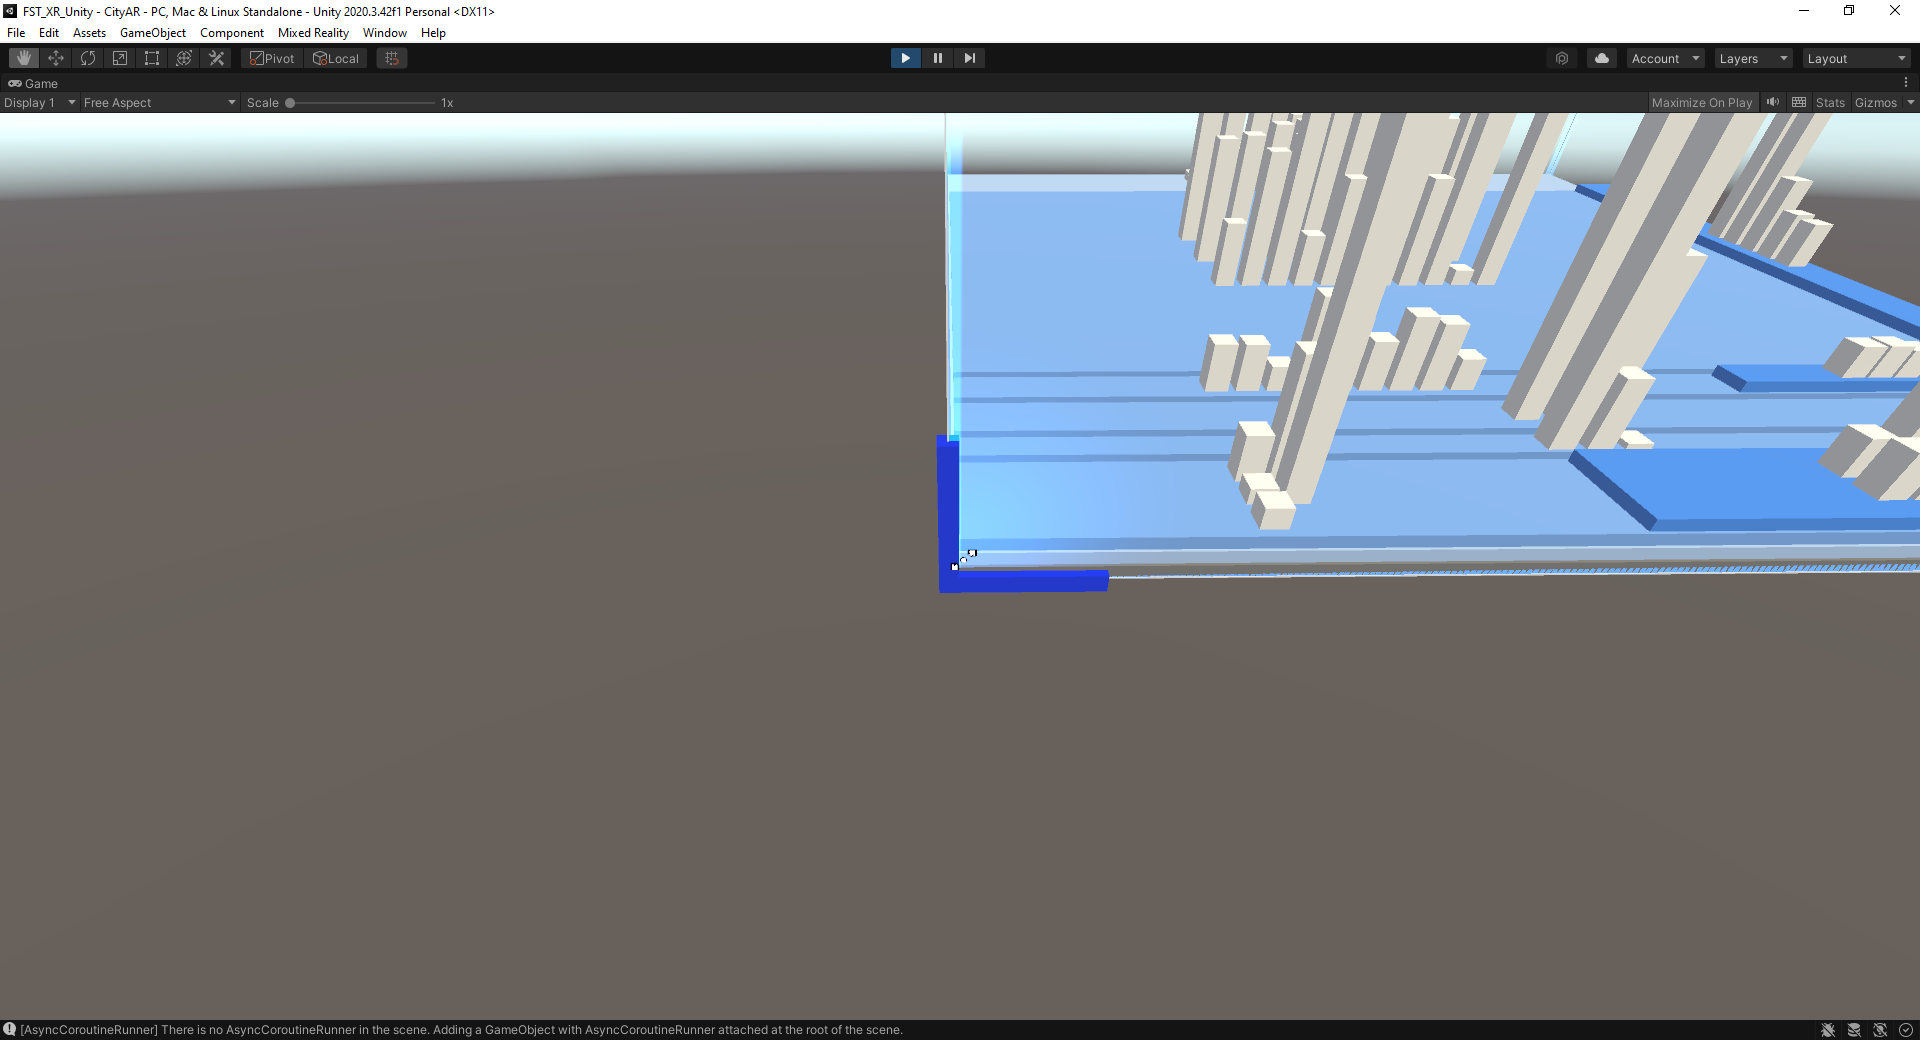 FST_XR_Unity - CityAR - PC, Mac & Linux Standalone - Unity 2020.3.42f1 Personal <DX11>
File Edit Assets GameObject Component Mixed Reality Window Help
Pivot Local Account Layers Layout
Game
Display 1 Free Aspect Scale 1x Maximize On Play Stats Gizmos
[AsyncCoroutineRunner] There is no AsyncCoroutineRunner in the scene. Adding a GameObject with AsyncCoroutineRunner attached at the root of the scene.